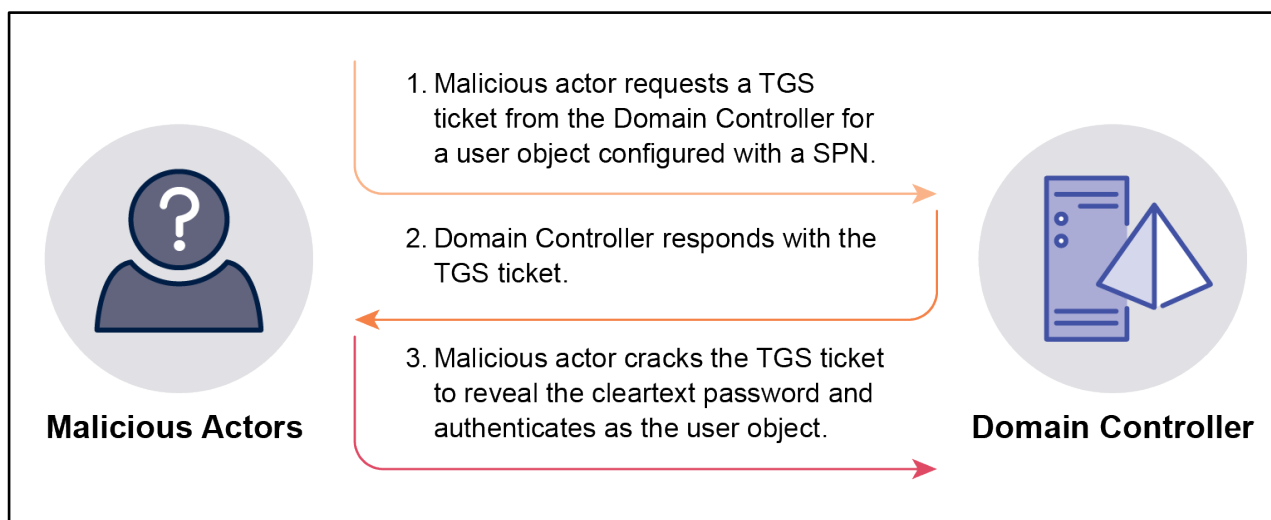 1. Malicious actor requests a TGS
ticket from the Domain Controller for
a user object configured with a SPN.
2. Domain Controller responds with the
TGS ticket.
3. Malicious actor cracks the TGS ticket
to reveal the cleartext password and
authenticates as the user object.
Malicious Actors
Domain Controller